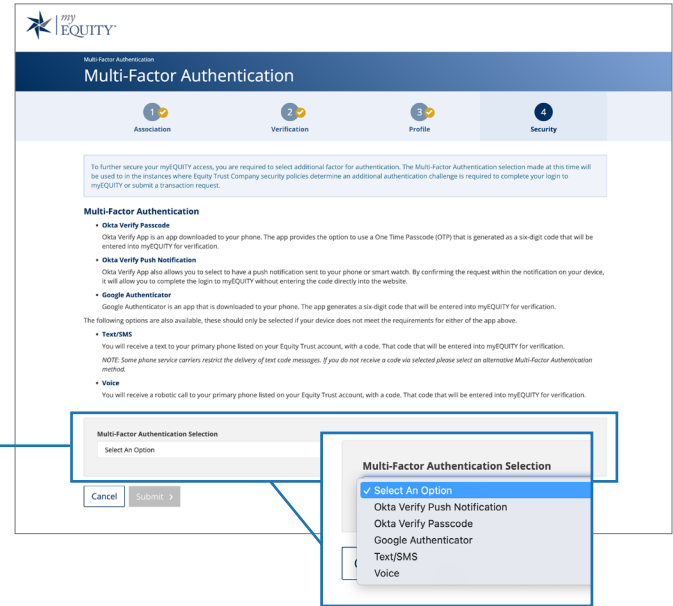 my
EQUITY™
Multi-Factor Authentication
Multi-Factor Authentication
1
2
3
4
Association
Verification
Profile
Security
To further secure your myEQUITY access, you are required to select additional factor for authentication. The Multi-Factor Authentication selection made at this time will
be used to in the instances where Equity Trust Company security policies determine an additional authentication challenge is required to complete your login to
myEQUITY or submit a transaction request.
Multi-Factor Authentication
• Okta Verify Passcode
Okta Verify App is an app downloaded to your phone. The app provides the option to use a One Time Passcode (OTP) that is generated as a six-digit code that will be
entered into myEQUITY for verification.
• Okta Verify Push Notification
Okta Verify App also allows you to select to have a push notification sent to your phone or smart watch. By confirming the request within the notification on your device,
it will allow you to complete the login to myEQUITY without entering the code directly into the website.
• Google Authenticator
Google Authenticator is an app that is downloaded to your phone. The app generates a six-digit code that will be entered into myEQUITY for verification.
The following options are also available, these should only be selected if your device does not meet the requirements for either of the app above.
• Text/SMS
You will receive a text to your primary phone listed on your Equity Trust account, with a code. That code that will be entered into myEQUITY for verification.
NOTE: Some phone service carriers restrict the delivery of text code messages. If you do not receive a code via selected please select an alternative Multi-Factor Authentication
method.
• Voice
You will receive a robotic call to your primary phone listed on your Equity Trust account, with a code. That code that will be entered into myEQUITY for verification.
Multi-Factor Authentication Selection
Select An Option
Cancel
Submit >
Multi-Factor Authentication Selection
✓ Select An Option
Okta Verify Push Notification
Okta Verify Passcode
Google Authenticator
Text/SMS
Voice